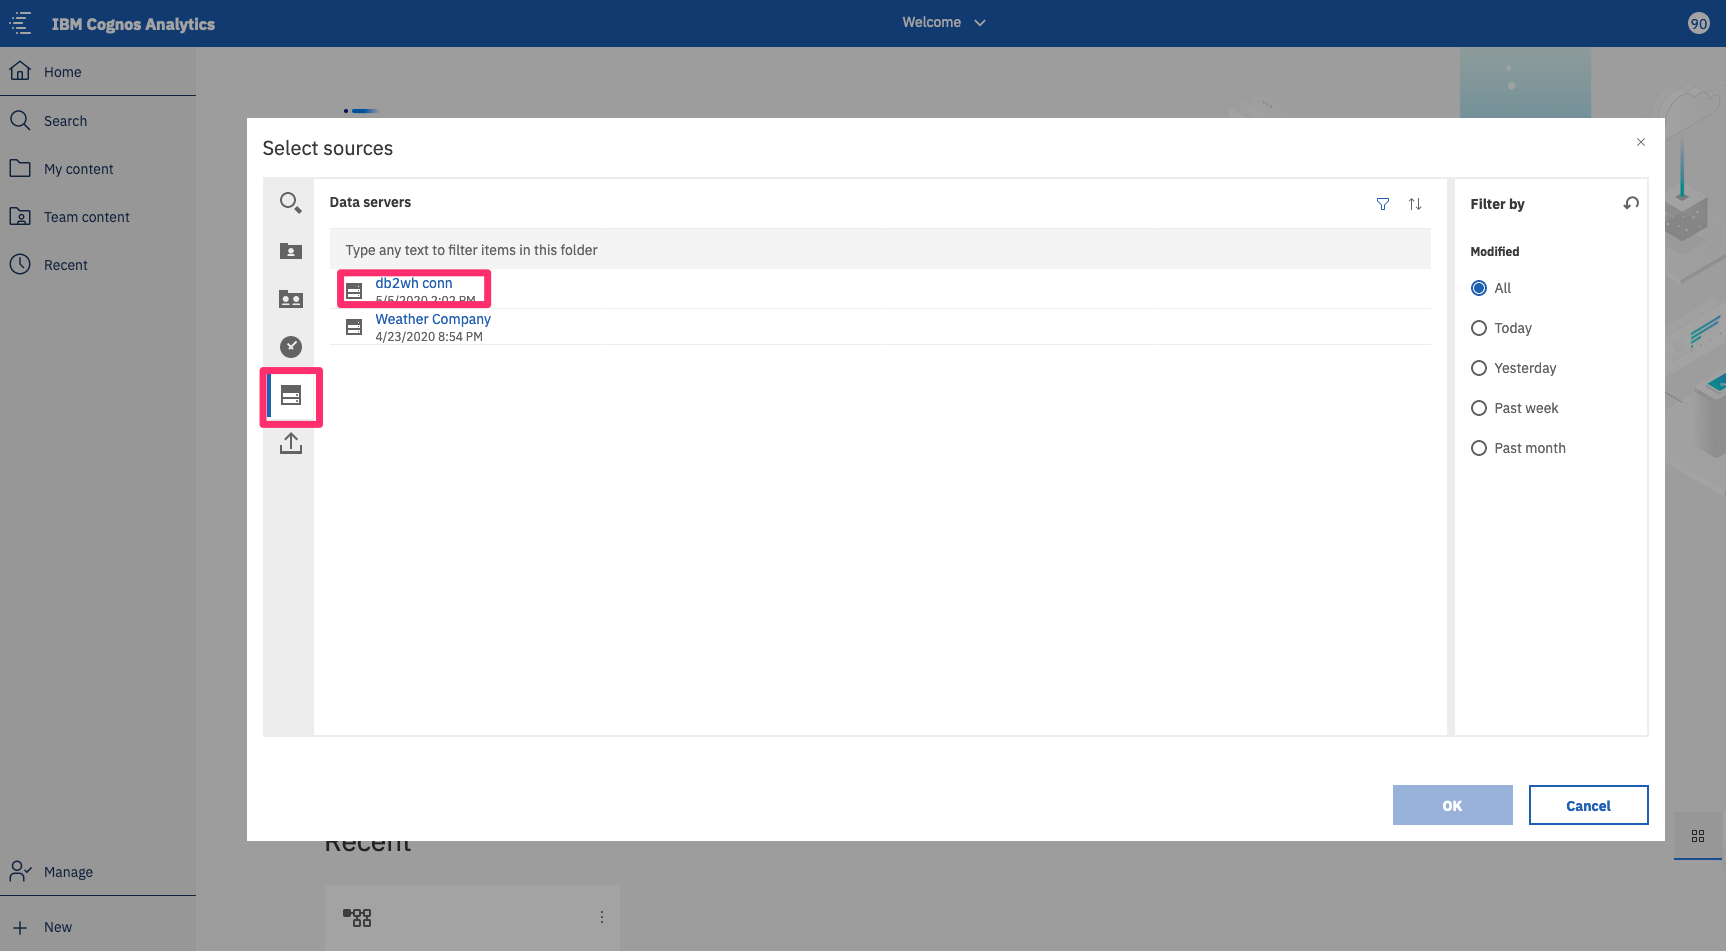 IBM Cognos Analytics
Welcome
90
Home
Search
My content
Team content
Recent
Manage
New
Select sources
Data servers
Type any text to filter items in this folder
db2wh conn
5/5/2020 2:02 PM
Weather Company
4/23/2020 8:54 PM
Filter by
Modified
All
Today
Yesterday
Past week
Past month
OK
Cancel
Recent